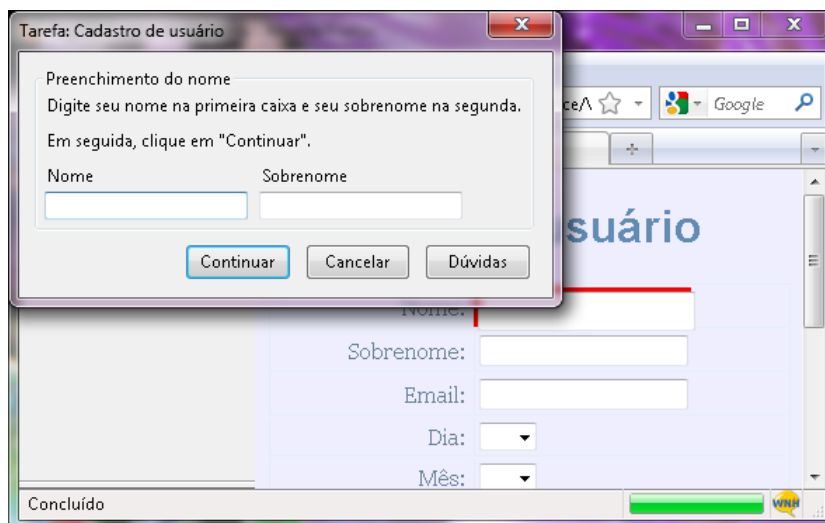 Tarefa: Cadastro de usuário
Preenchimento do nome
Digite seu nome na primeira caixa e seu sobrenome na segunda.
Em seguida, clique em "Continuar".
Nome Sobrenome
Continuar Cancelar Dúvidas
Google
suário
Nome:
Sobrenome:
Email:
Dia:
Mês:
Concluído
WNH